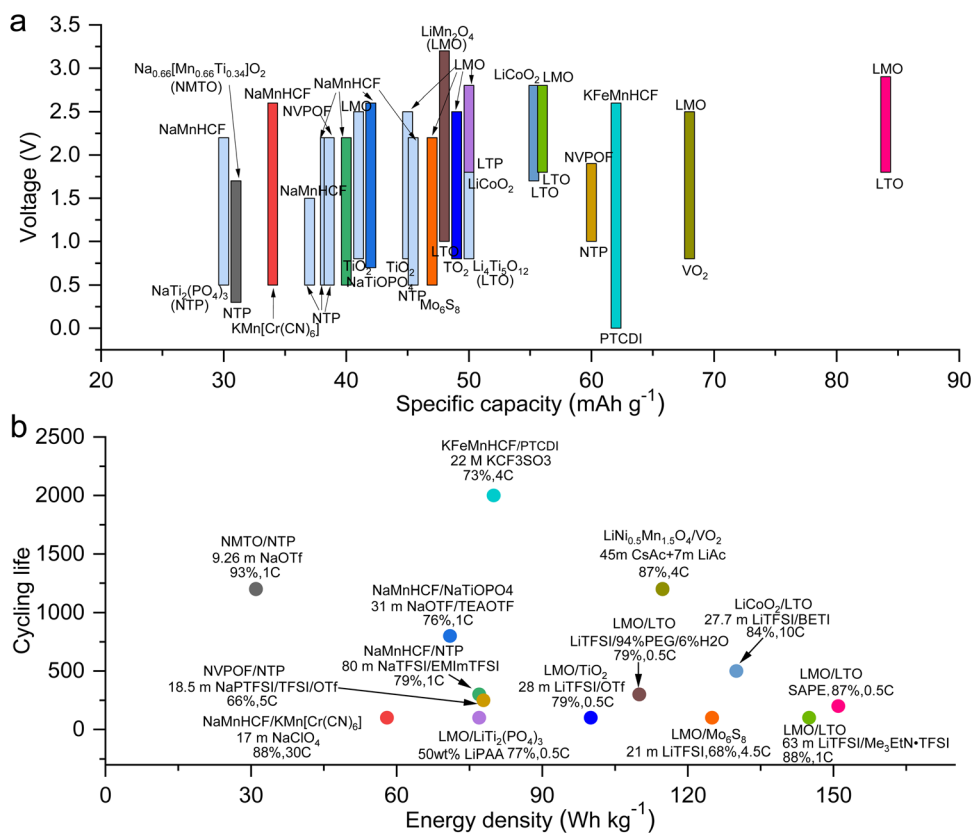 a
3.5
3.0
2.5
2.0
1.5
1.0
0.5
0.0
Voltage (V)
20
30
40
50
60
70
80
90
Specific capacity (mAh g⁻¹)
Na₀.₆₆[Mn₀.₆₆Ti₀.₃₄]O₂
(NMTO)
NaMnHCF
NaTi₂(PO₄)₃
(NTP)
NTP
NaMnHCF
KMn[Cr(CN)₆]
NaMnHCF
NVPOF
NaMnHCF
LMO
NTP
TiO₂
NaTiOPO₄
LiMn₂O₄
(LMO)
LMO
TiO₂
NTP
Mo₆S₈
LTO
TO₂
LTP
LiCoO₂
Li₄Ti₅O₁₂
(LTO)
LiCoO₂
LMO
LTO
LTO
NVPOF
NTP
KFeMnHCF
PTCDI
LMO
VO₂
LMO
LTO
b
2500
2000
1500
1000
500
0
Cycling life
0
30
60
90
120
150
Energy density (Wh kg⁻¹)
KFeMnHCF/PTCDI
22 M KCF3SO3
73%,4C
NMTO/NTP
9.26 m NaOTf
93%,1C
LiNi₀.₅Mn₁.₅O₄/VO₂
45m CsAc+7m LiAc
87%,4C
NaMnHCF/NaTiOPO4
31 m NaOTF/TEAOTF
76%,1C
NaMnHCF/NTP
80 m NaTFSI/EMImTFSI
79%,1C
NVPOF/NTP
18.5 m NaPTFSI/TFSI/OTf
66%,5C
NaMnHCF/KMn[Cr(CN)₆]
17 m NaClO₄
88%,30C
LMO/LiTi₂(PO₄)₃
50wt% LiPAA 77%,0.5C
LMO/TiO₂
28 m LiTFSI/OTf
79%,0.5C
LMO/LTO
LiTFSI/94%PEG/6%H2O
79%,0.5C
LiCoO₂/LTO
27.7 m LiTFSI/BETI
84%,10C
LMO/Mo₆S₈
21 m LiTFSI,68%,4.5C
LMO/LTO
SAPE,87%,0.5C
LMO/LTO
63 m LiTFSI/Me₃EtN•TFSI
88%,1C